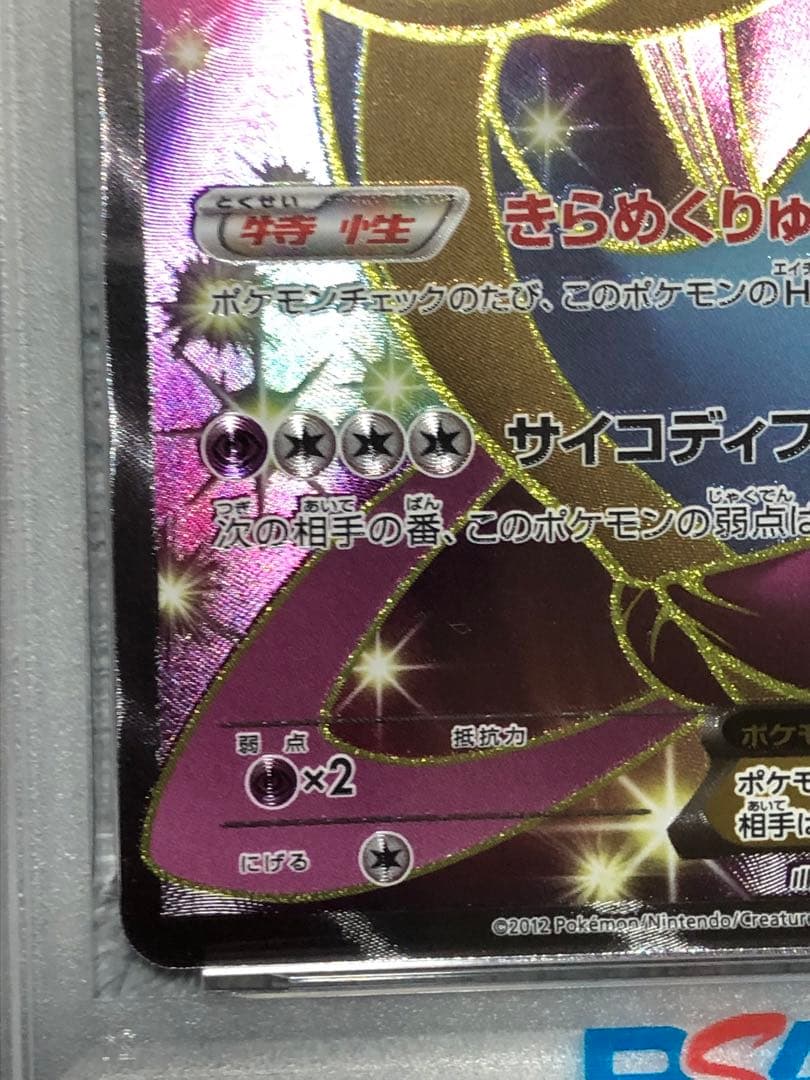 とくせい
特性 きらめくりゅ
エイチ
ポケモンチェックのたび、このポケモンのH
サイコディフ
つぎ あいて ばん じゃくてん
次の相手の番、このポケモンの弱点に
弱点 抵抗力
×2
ポケモ
ポケモ
あいて
相手に
にげる
©2012 Pokémon/Nintendo/Creature
PSA